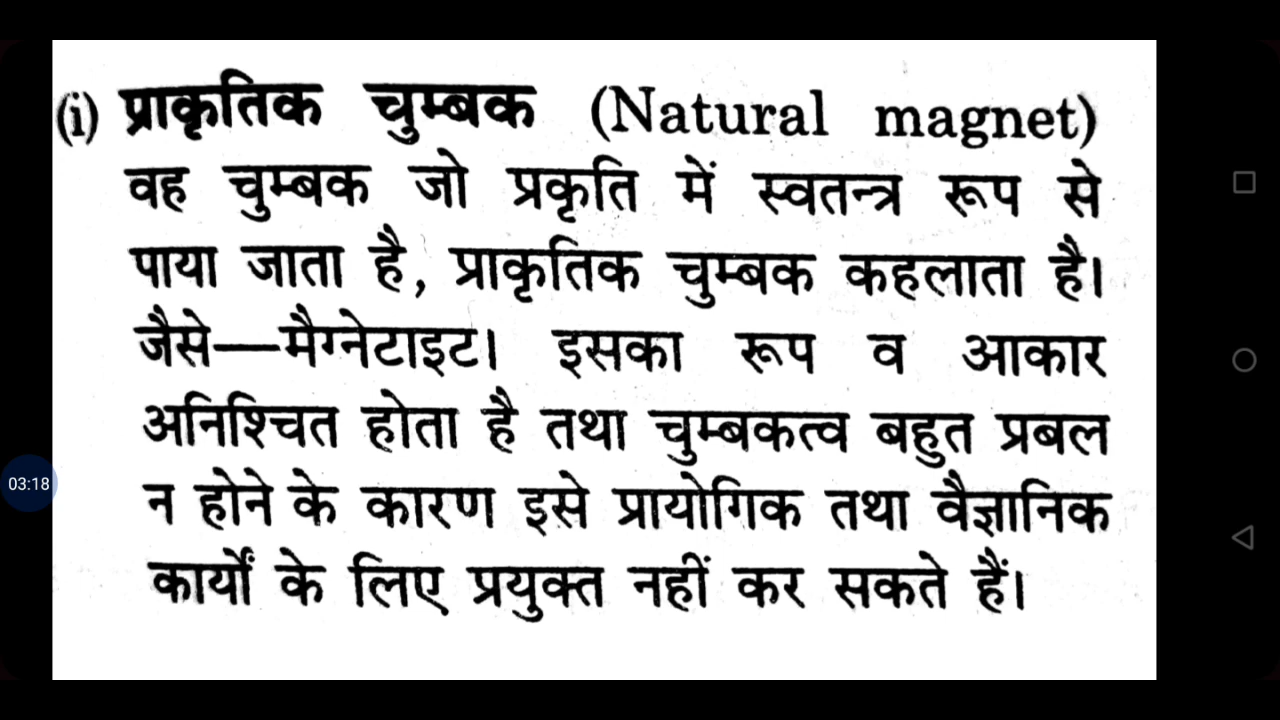 (i) प्राकृतिक चुम्बक (Natural magnet)
वह चुम्बक जो प्रकृति में स्वतन्त्र रूप से
पाया जाता है, प्राकृतिक चुम्बक कहलाता है।
जैसे—मैग्नेटाइट। इसका रूप व आकार
अनिश्चित होता है तथा चुम्बकत्व बहुत प्रबल
न होने के कारण इसे प्रायोगिक तथा वैज्ञानिक
कार्यों के लिए प्रयुक्त नहीं कर सकते हैं।
03:18